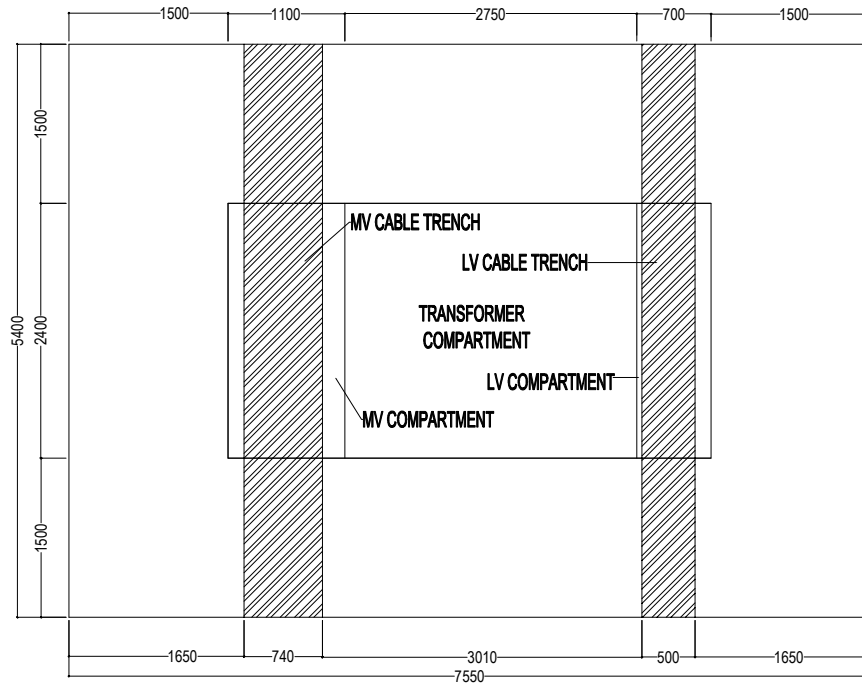 1500 1100 2750 700 1500
1500
MV CABLE TRENCH
LV CABLE TRENCH
TRANSFORMER
COMPARTMENT
5400 2400
LV COMPARTMENT
MV COMPARTMENT
1500
1650 740 3010 500 1650
7550